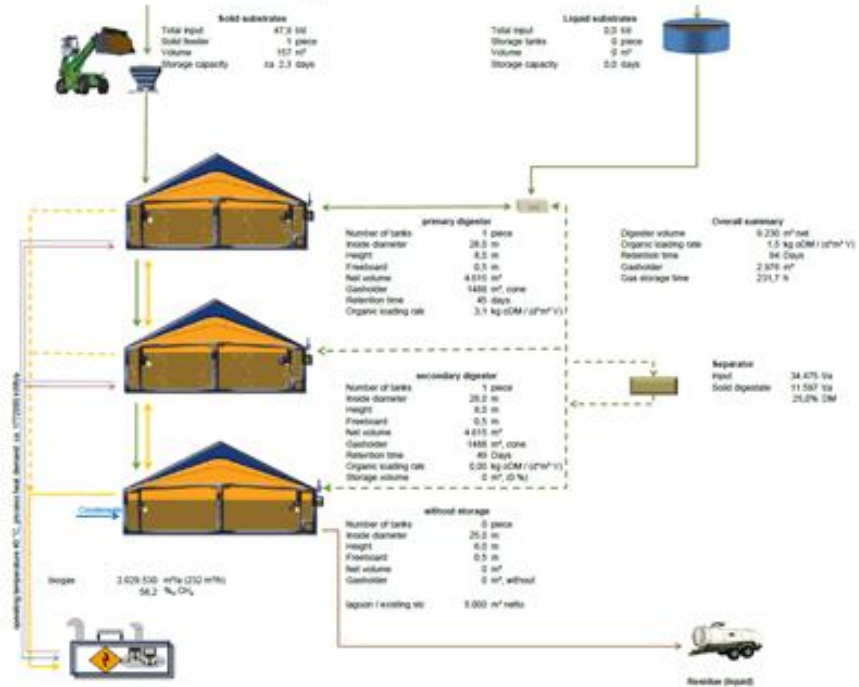 Solid substrates
Total input 47,9 t/d
Solid feeder 1 piece
Volume 157 m³
Storage capacity ca. 2,3 days
Liquid substrates
Total input 0,0 t/d
Storage tanks 0 piece
Volume 0 m³
Storage capacity 0,0 days
primary digester
Number of tanks 1 piece
Inside diameter 28,0 m
Height 8,0 m
Freeboard 0,5 m
Net volume 4.615 m³
Gasholder 1488 m³, cone
Retention time 45 days
Organic loading rate 3,1 kg oDM / (d*m³ V)
Overall summary
Digester volume 9.230 m³ net
Organic loading rate 1,5 kg oDM / (d*m³ V)
Retention time 94 Days
Gasholder 2.976 m³
Gas storage time 231,7 h
secondary digester
Number of tanks 1 piece
Inside diameter 28,0 m
Height 8,0 m
Freeboard 0,5 m
Net volume 4.615 m³
Gasholder 1488 m³, cone
Retention time 49 Days
Organic loading rate 0,00 kg oDM / (d*m³ V)
Storage volume 0 m³, (0 %)
Separator
Input 34.475 t/a
Solid digestate 11.597 t/a
25,0% DM
without storage
Number of tanks 0 piece
Inside diameter 25,0 m
Height 6,0 m
Freeboard 0,5 m
Net volume 0 m³
Gasholder 0 m³, without
lagoon / existing
5.000 m³ netto
Condensate
operating temperature 40 °C, process heat demand ca.
biogas 2.029.530 m³/a (232 m³/h)
56,2 % CH₄
Residue (liquid)